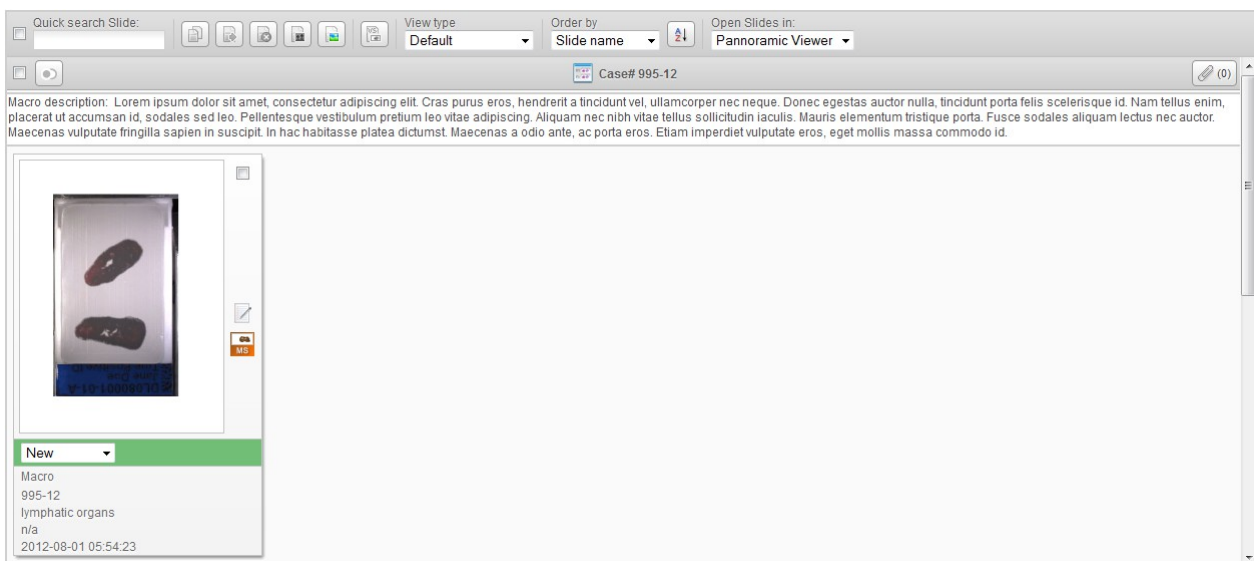 Quick search Slide:
View type
Order by
Open Slides in:
Default
Slide name
Pannoramic Viewer
Case# 995-12
(0)
Macro description: Lorem ipsum dolor sit amet, consectetur adipiscing elit. Cras purus eros, hendrerit a tincidunt vel, ullamcorper nec neque. Donec egestas auctor nulla, tincidunt porta felis scelerisque id. Nam tellus enim,
placerat ut accumsan id, sodales sed leo. Pellentesque vestibulum pretium leo vitae adipiscing. Aliquam nec nibh vitae tellus sollicitudin iaculis. Mauris elementum tristique porta. Fusce sodales aliquam lectus nec auctor.
Maecenas vulputate fringilla sapien in suscipit. In hac habitasse platea dictumst. Maecenas a odio ante, ac porta eros. Etiam imperdiet vulputate eros, eget mollis massa commodo id.
MS
New
Macro
995-12
lymphatic organs
n/a
2012-08-01 05:54:23